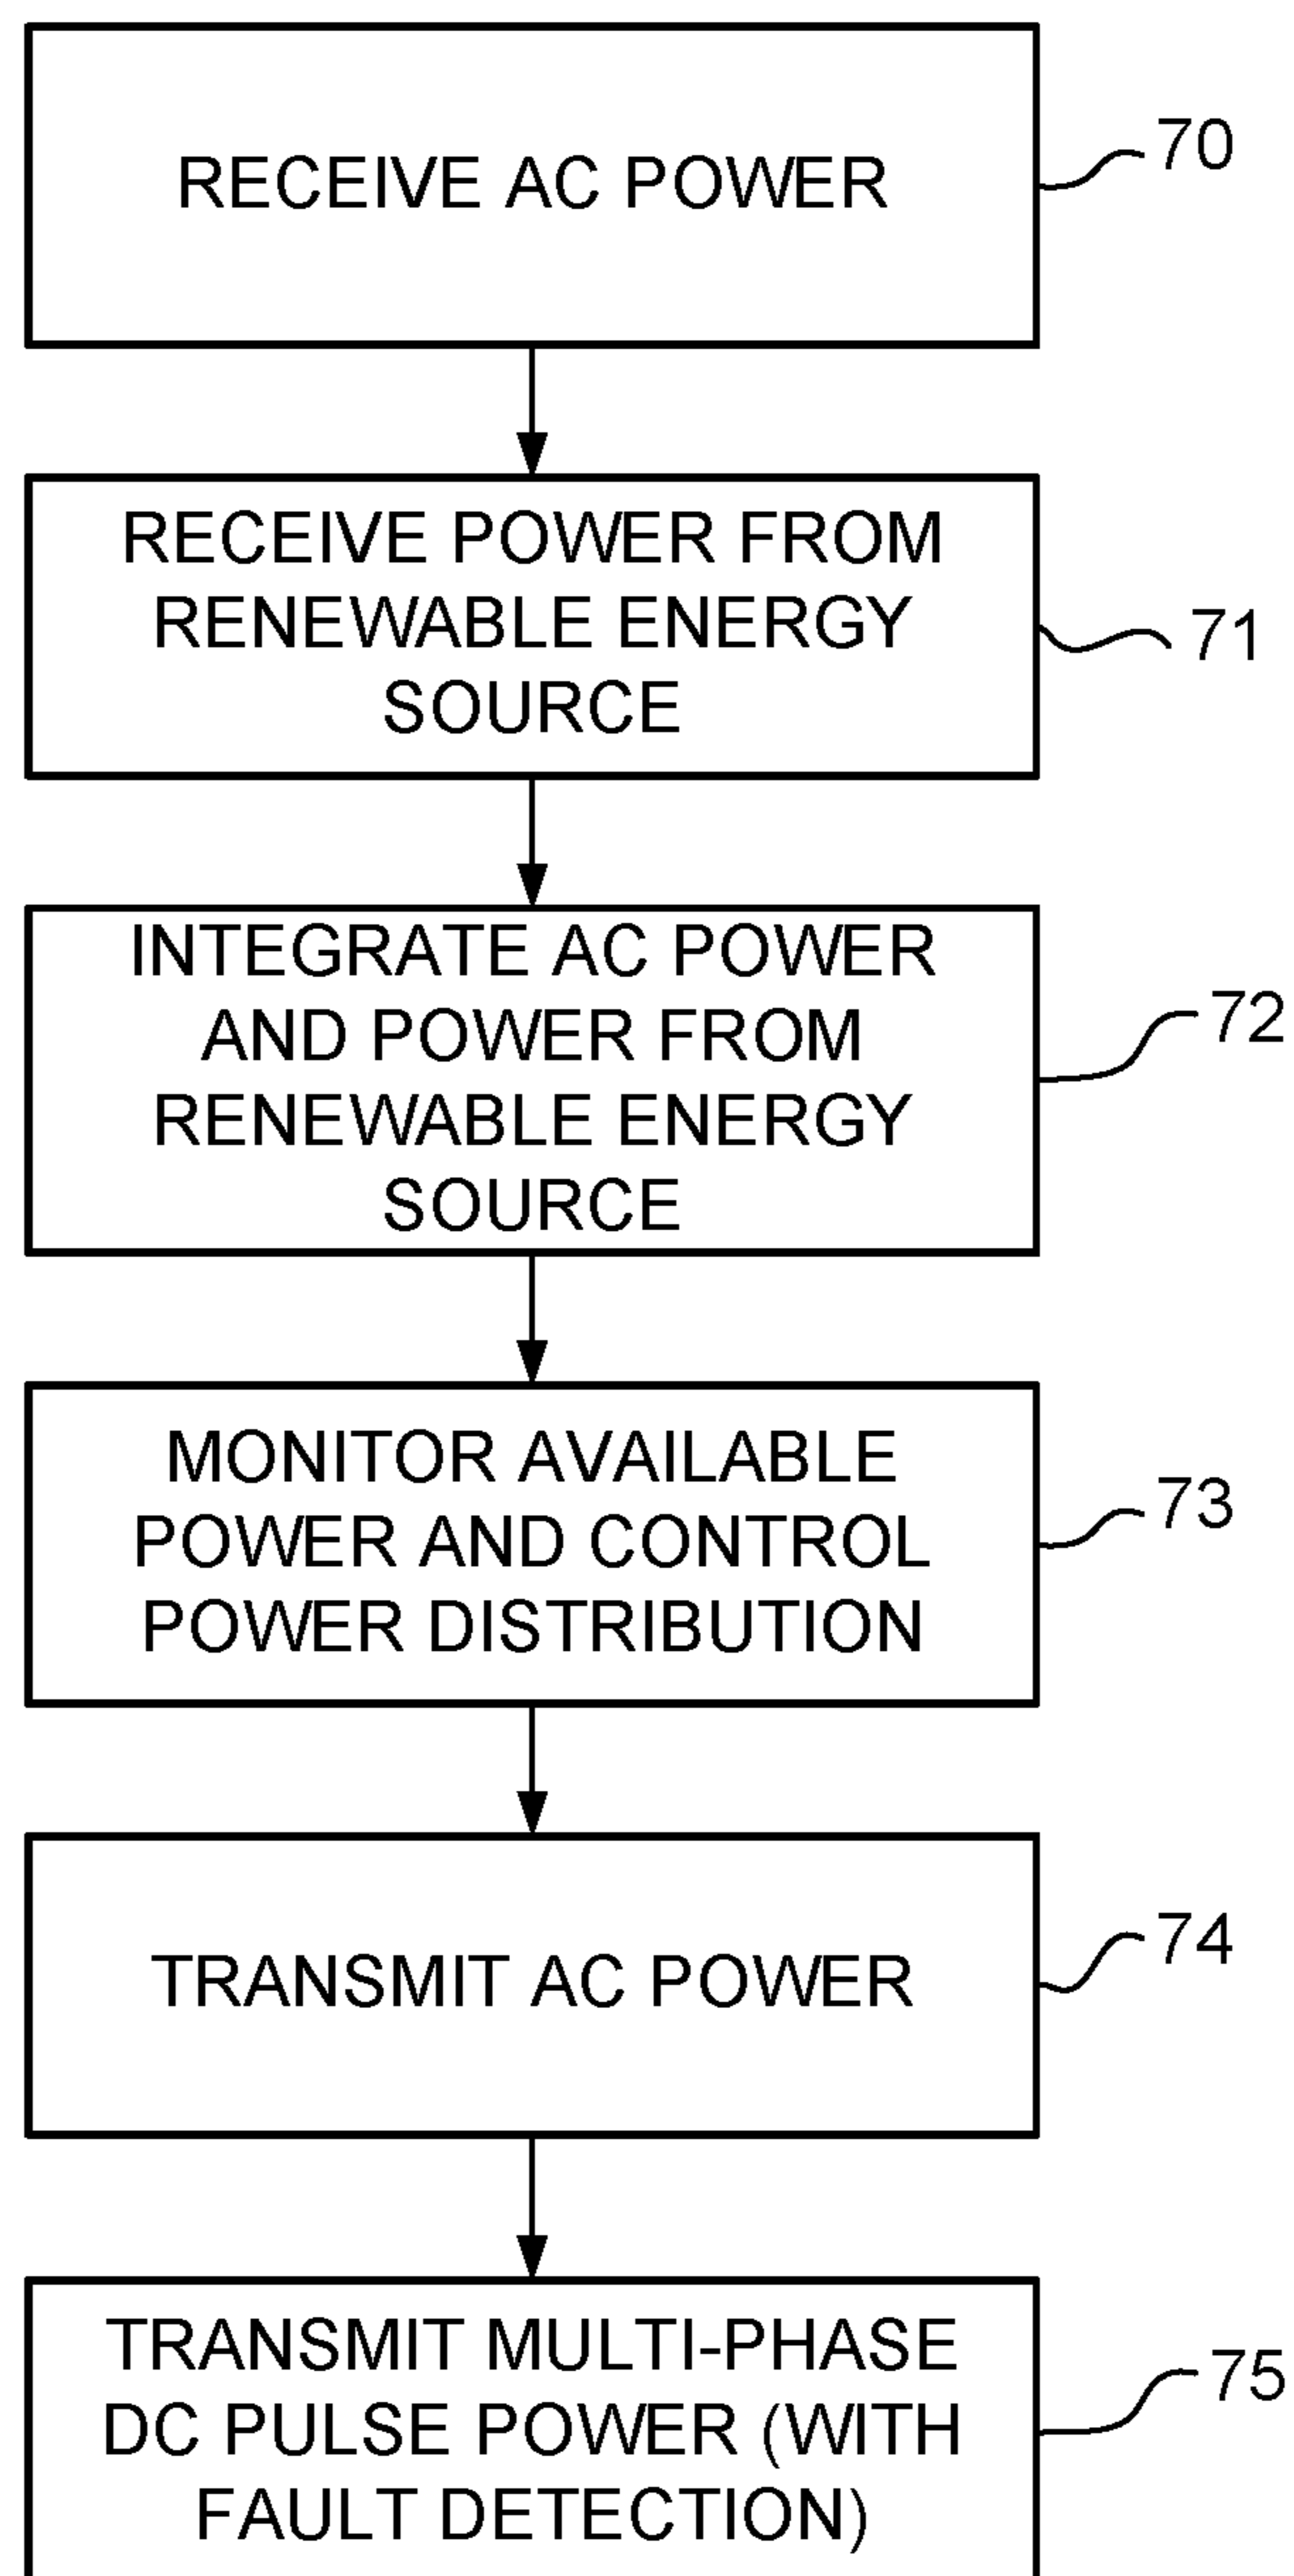 RECEIVE AC POWER
70
RECEIVE POWER FROM
RENEWABLE ENERGY
SOURCE
71
INTEGRATE AC POWER
AND POWER FROM
RENEWABLE ENERGY
SOURCE
72
MONITOR AVAILABLE
POWER AND CONTROL
POWER DISTRIBUTION
73
TRANSMIT AC POWER
74
TRANSMIT MULTI-PHASE
DC PULSE POWER (WITH
FAULT DETECTION)
75